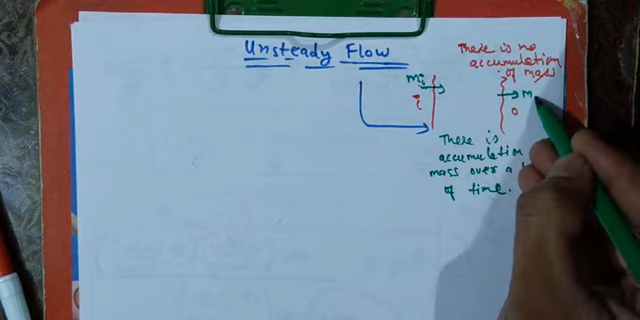 Unsteady Flow
There is no
accumulation
of mass
mi
i
m
o
There is
accumulation
mass over a
of time.